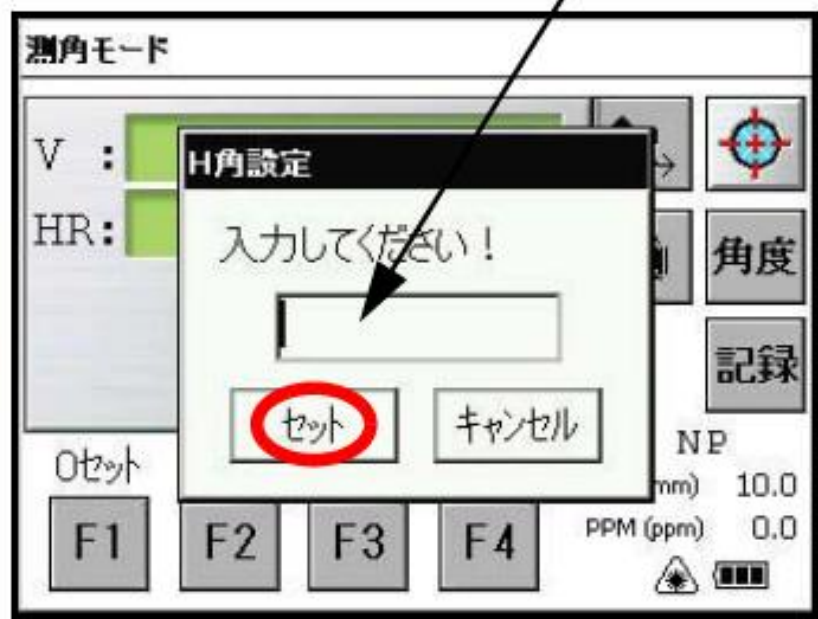 測角モード
V :
HR:
H角設定
入力してください！
セット
キャンセル
角度
記録
0セット
NP
mm) 10.0
PPM (ppm) 0.0
F1 F2 F3 F4